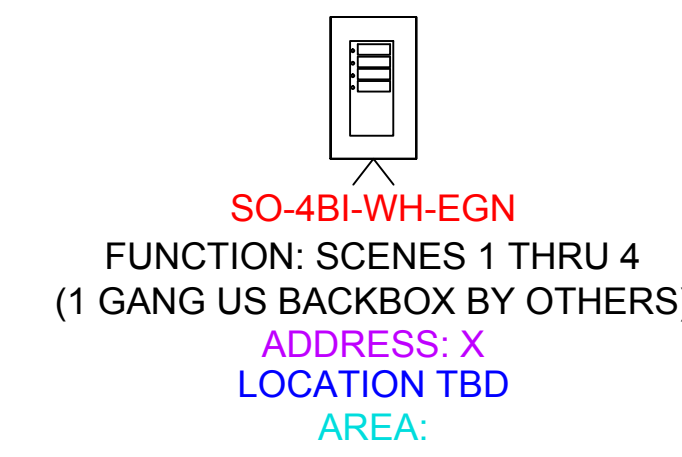 SO-4BI-WH-EGN
FUNCTION: SCENES 1 THRU 4
(1 GANG US BACKBOX BY OTHERS)
ADDRESS: X
LOCATION TBD
AREA: